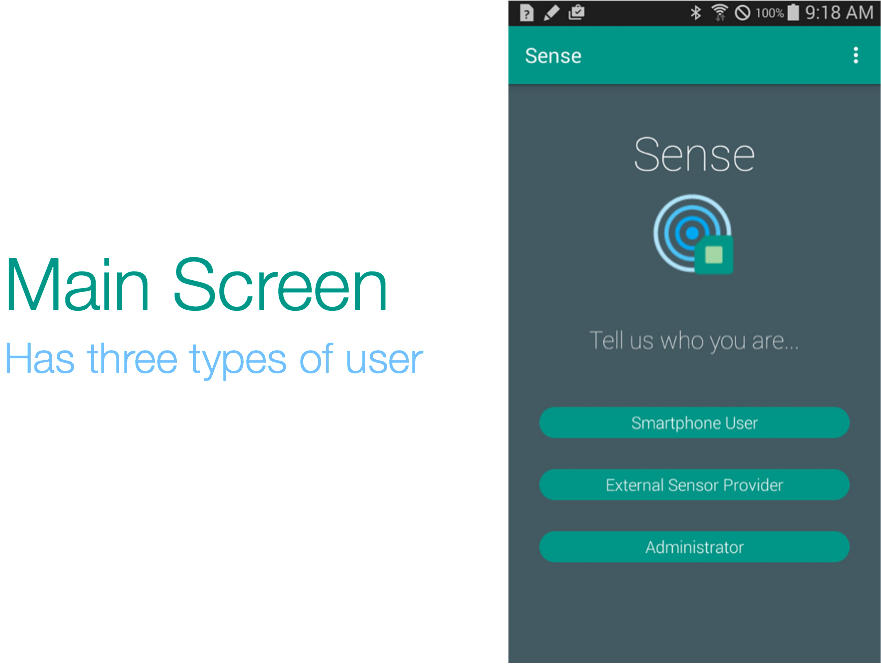 Main Screen
Has three types of user
100% 9:18 AM
Sense
Sense
Tell us who you are...
Smartphone User
External Sensor Provider
Administrator